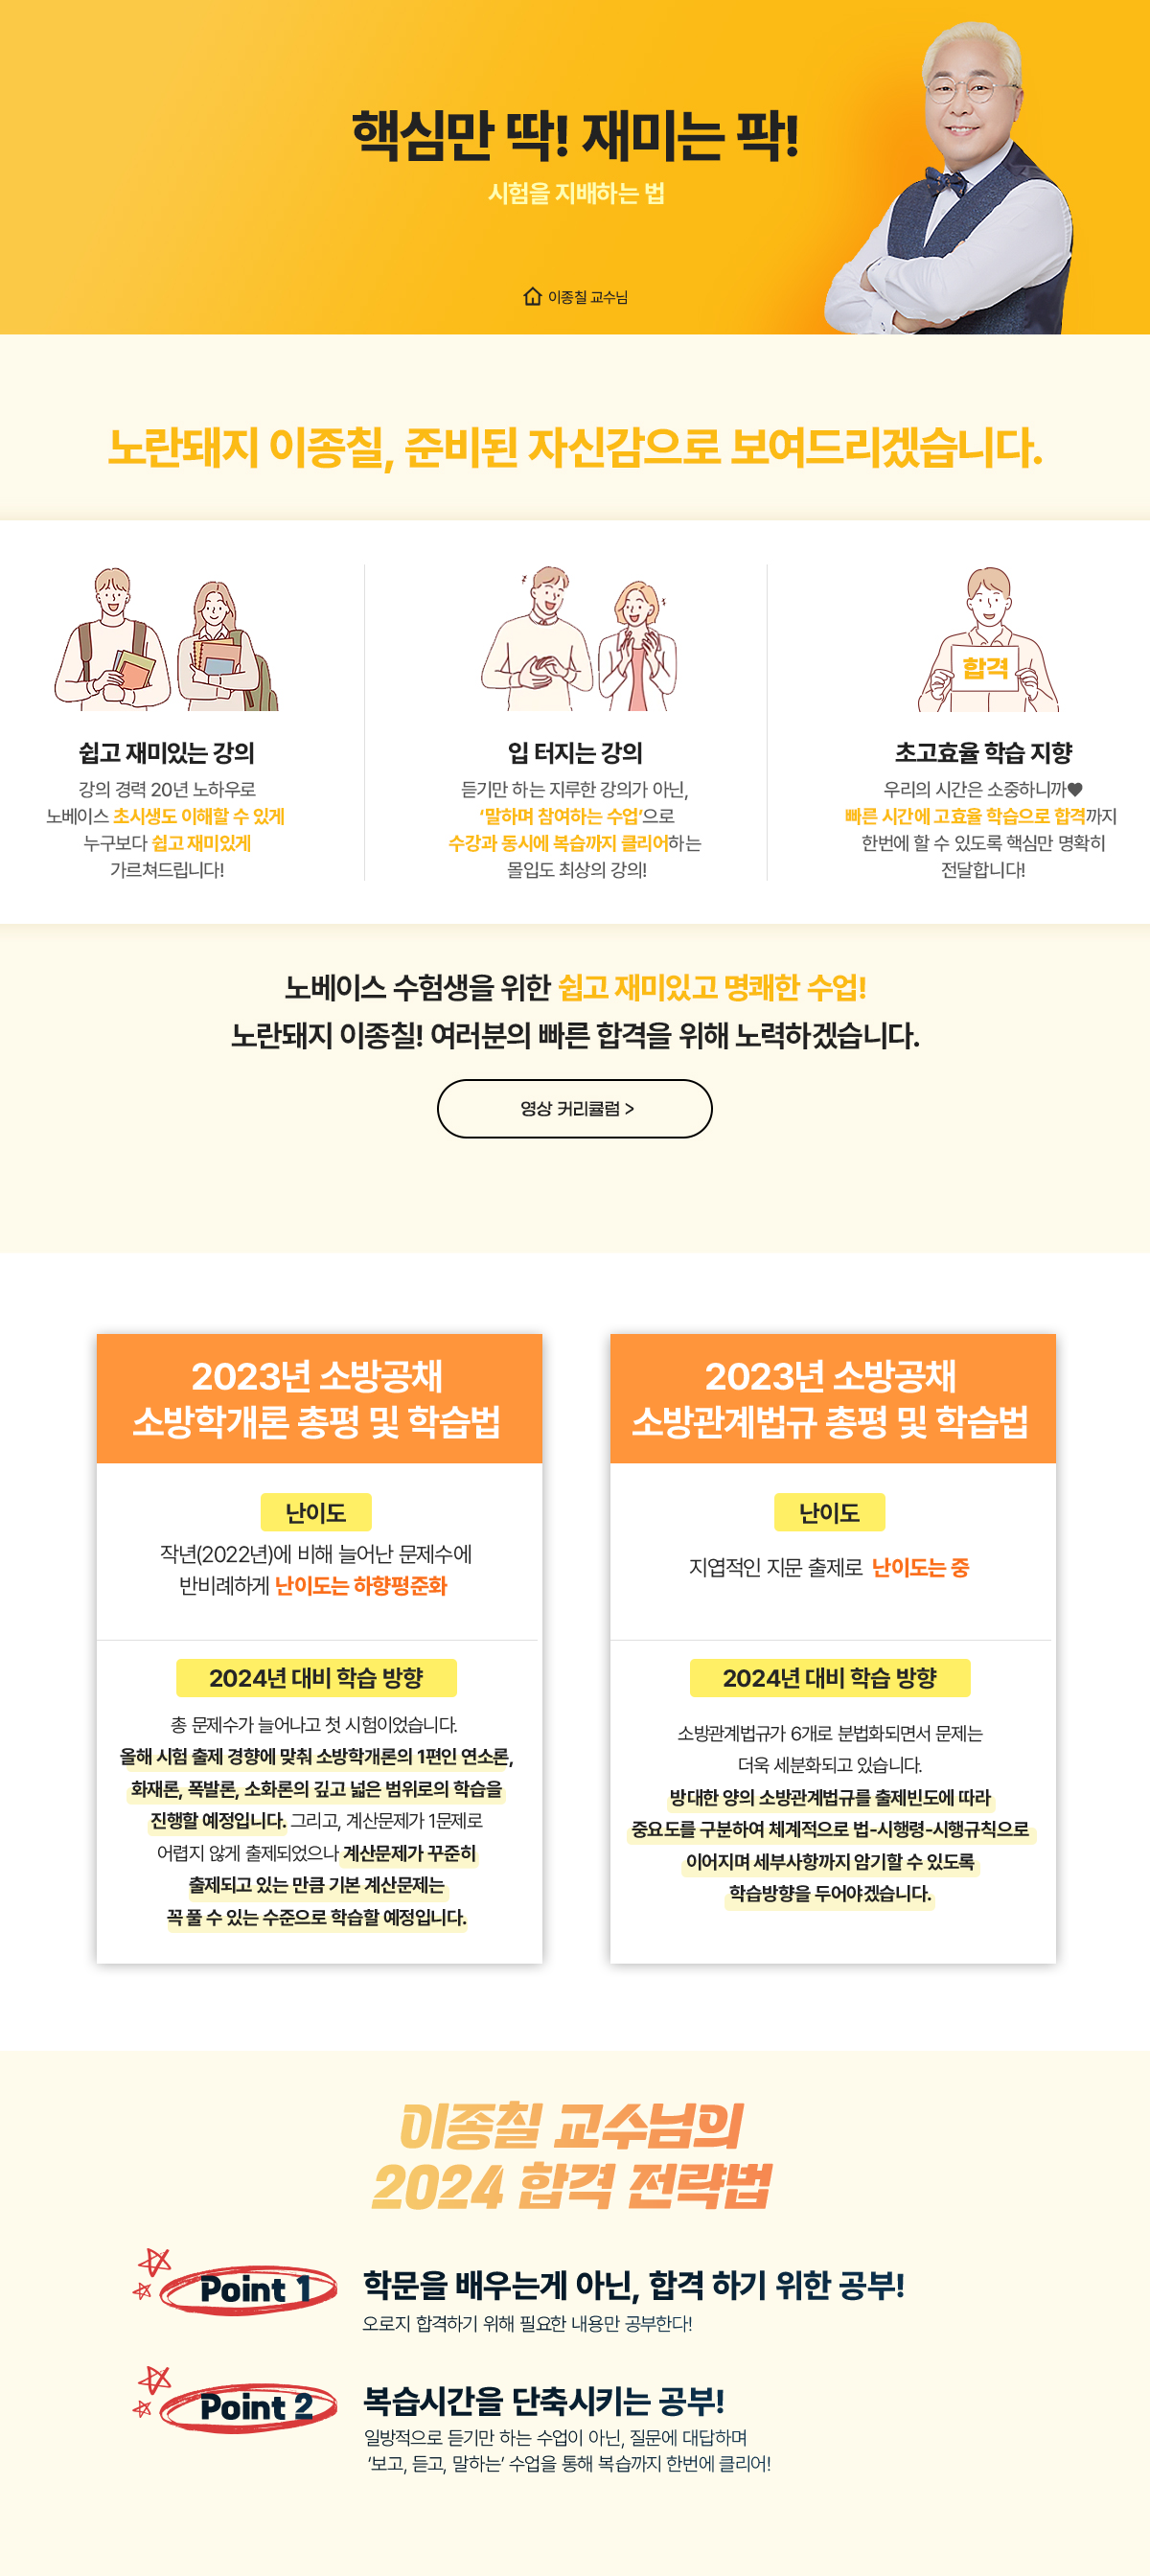 핵심만 딱! 재미는 팍!
시험을 지배하는 법
이종칠 교수님
노란돼지 이종칠, 준비된 자신감으로 보여드리겠습니다.
쉽고 재미있는 강의
강의 경력 20년 노하우로
노베이스 초시생도 이해할 수 있게
누구보다 쉽고 재미있게
가르쳐드립니다!
입 터지는 강의
듣기만 하는 지루한 강의가 아닌,
‘말하며 참여하는 수업’으로
수강과 동시에 복습까지 클리어하는
몰입도 최상의 강의!
합격
초고효율 학습 지향
우리의 시간은 소중하니까♥
빠른 시간에 고효율 학습으로 합격까지
한번에 할 수 있도록 핵심만 명확히
전달합니다!
노베이스 수험생을 위한 쉽고 재미있고 명쾌한 수업!
노란돼지 이종칠! 여러분의 빠른 합격을 위해 노력하겠습니다.
영상 커리큘럼 >
2023년 소방공채
소방학개론 총평 및 학습법
난이도
작년(2022년)에 비해 늘어난 문제수에
반비례하게 난이도는 하향평준화
2024년 대비 학습 방향
총 문제수가 늘어나고 첫 시험이었습니다.
올해 시험 출제 경향에 맞춰 소방학개론의 1편인 연소론,
화재론, 폭발론, 소화론의 깊고 넓은 범위로의 학습을
진행할 예정입니다. 그리고, 계산문제가 1문제로
어렵지 않게 출제되었으나 계산문제가 꾸준히
출제되고 있는 만큼 기본 계산문제는
꼭 풀 수 있는 수준으로 학습할 예정입니다.
2023년 소방공채
소방관계법규 총평 및 학습법
난이도
지엽적인 지문 출제로 난이도는 중
2024년 대비 학습 방향
소방관계법규가 6개로 분법화되면서 문제는
더욱 세분화되고 있습니다.
방대한 양의 소방관계법규를 출제빈도에 따라
중요도를 구분하여 체계적으로 법-시행령-시행규칙으로
이어지며 세부사항까지 암기할 수 있도록
학습방향을 두어야겠습니다.
이종칠 교수님의
2024 합격 전략법
Point 1
학문을 배우는게 아닌, 합격 하기 위한 공부!
오로지 합격하기 위해 필요한 내용만 공부한다!
Point 2
복습시간을 단축시키는 공부!
일방적으로 듣기만 하는 수업이 아닌, 질문에 대답하며
‘보고, 듣고, 말하는’ 수업을 통해 복습까지 한번에 클리어!